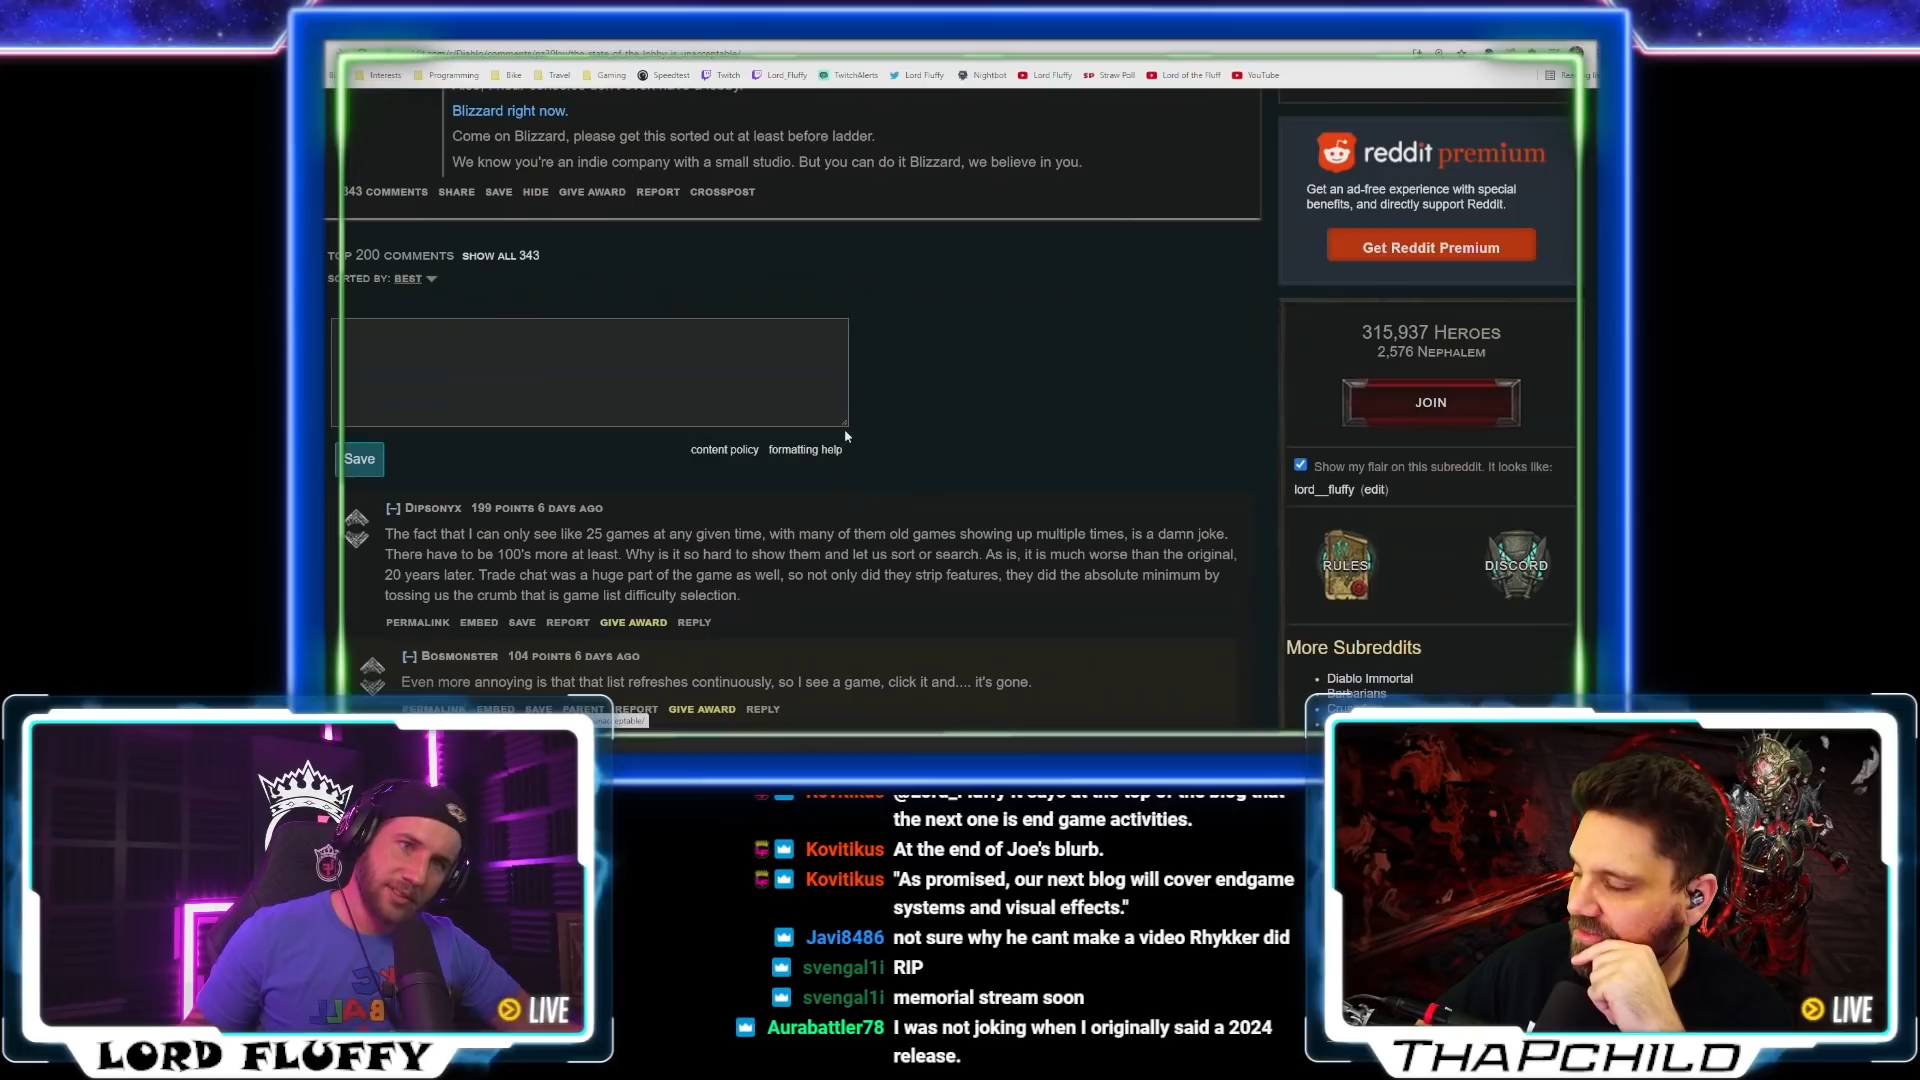 Interests
Programming
Bike
Travel
Gaming
Speedtest
Twitch
Lord_Fluffy
TwitchAlerts
Lord Fluffy
Nightbot
Lord Fluffy
SP Straw Poll
Lord of the Fluff
YouTube
Blizzard right now.
Come on Blizzard, please get this sorted out at least before ladder.
We know you're an indie company with a small studio. But you can do it Blizzard, we believe in you.
343 COMMENTS SHARE SAVE HIDE GIVE AWARD REPORT CROSSPOST
TOP 200 COMMENTS SHOW ALL 343
SORTED BY: BEST
content policy formatting help
Save
[–] DIPSONYX 199 POINTS 6 DAYS AGO
The fact that I can only see like 25 games at any given time, with many of them old games showing up multiple times, is a damn joke.
There have to be 100's more at least. Why is it so hard to show them and let us sort or search. As is, it is much worse than the original,
20 years later. Trade chat was a huge part of the game as well, so not only did they strip features, they did the absolute minimum by
tossing us the crumb that is game list difficulty selection.
PERMALINK EMBED SAVE REPORT GIVE AWARD REPLY
[–] BOSMONSTER 104 POINTS 6 DAYS AGO
Even more annoying is that that list refreshes continuously, so I see a game, click it and.... it's gone.
PERMALINK EMBED SAVE PARENT REPORT GIVE AWARD REPLY
reddit premium
Get an ad-free experience with special
benefits, and directly support Reddit.
Get Reddit Premium
315,937 HEROES
2,576 NEPHALEM
JOIN
Show my flair on this subreddit. It looks like:
lord__fluffy (edit)
RULES
DISCORD
More Subreddits
Diablo Immortal
Barbarians
the next one is end game activities.
Kovitikus At the end of Joe's blurb.
Kovitikus "As promised, our next blog will cover endgame
systems and visual effects."
Javi8486 not sure why he cant make a video Rhykker did
svengal1i RIP
svengal1i memorial stream soon
Aurabattler78 I was not joking when I originally said a 2024
release.
LIVE
LORD FLUFFY
LIVE
THAPCHILD